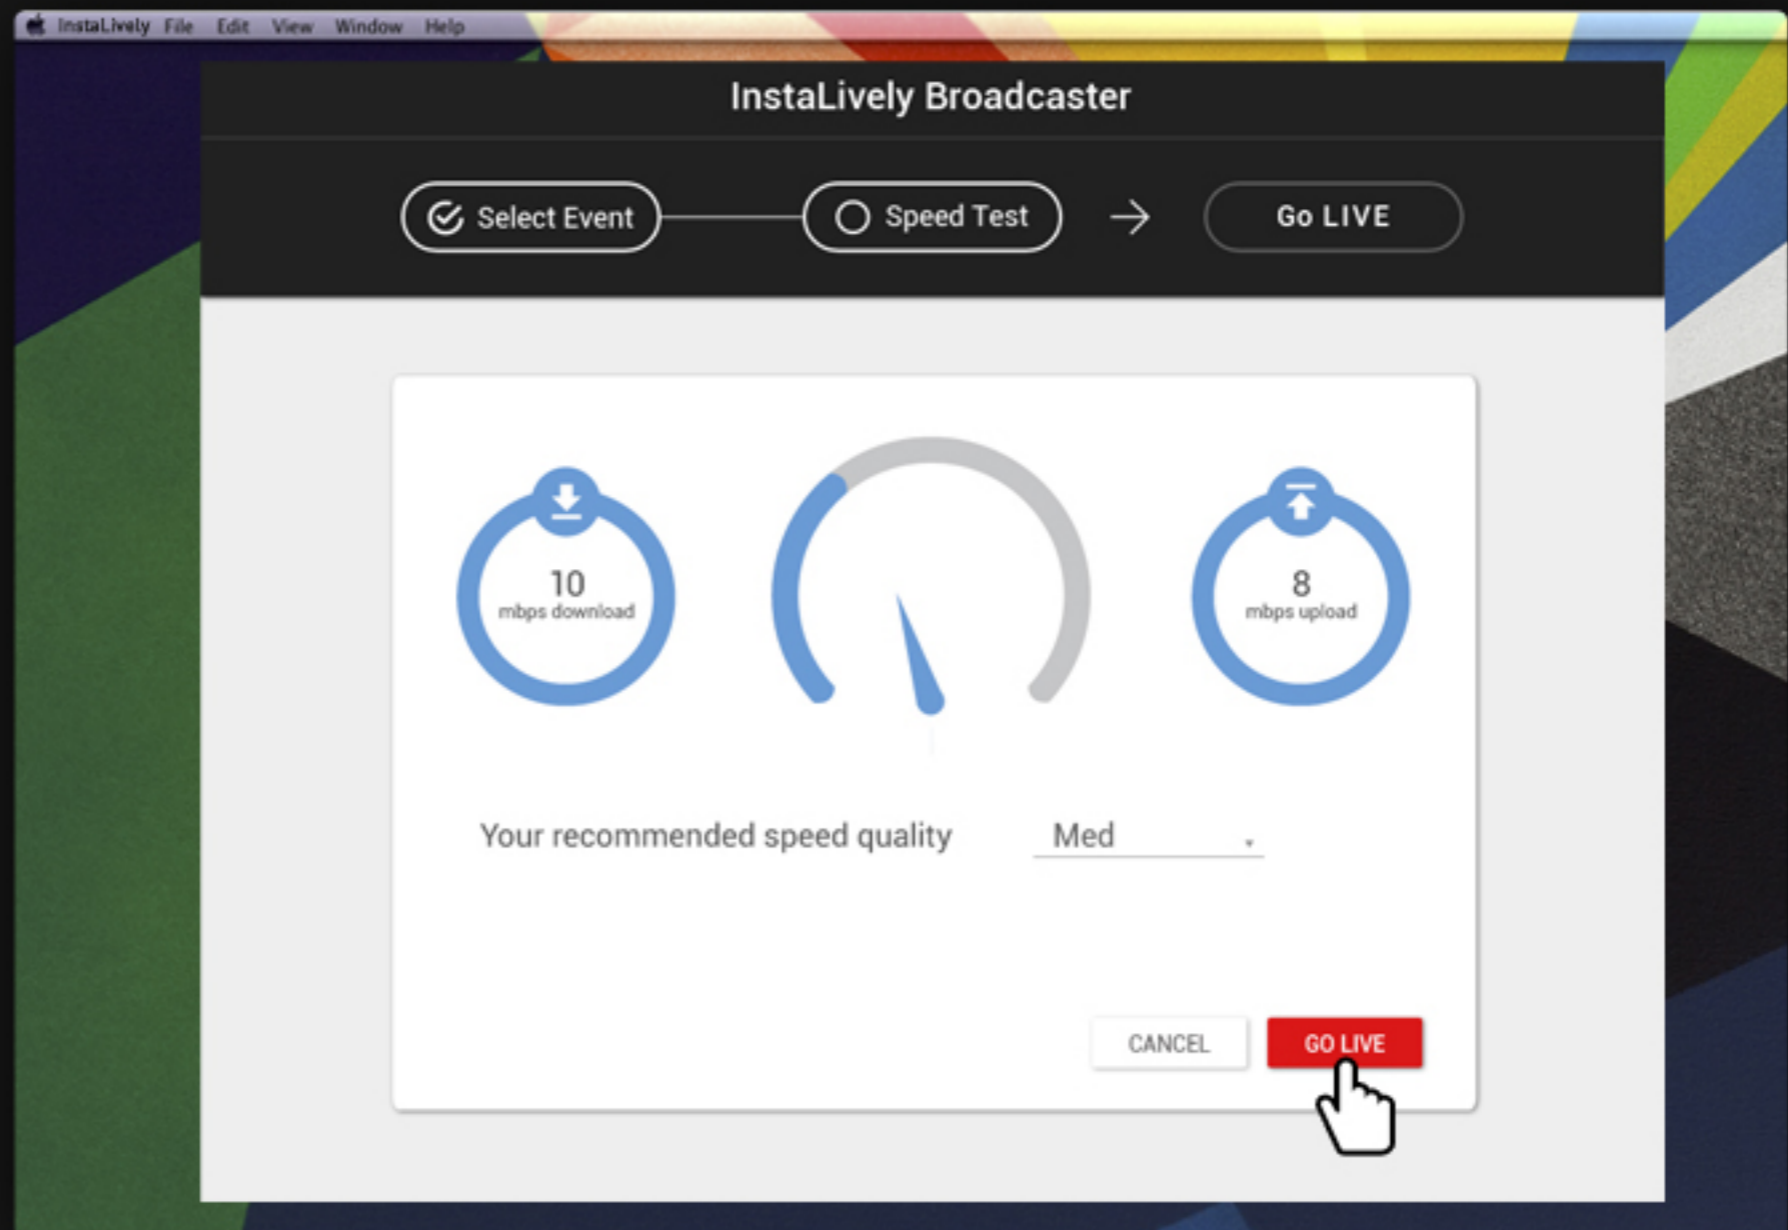 InstaLively File Edit View Window Help
InstaLively Broadcaster
Select Event Speed Test Go LIVE
10
mbps download
8
mbps upload
Your recommended speed quality Med
CANCEL GO LIVE